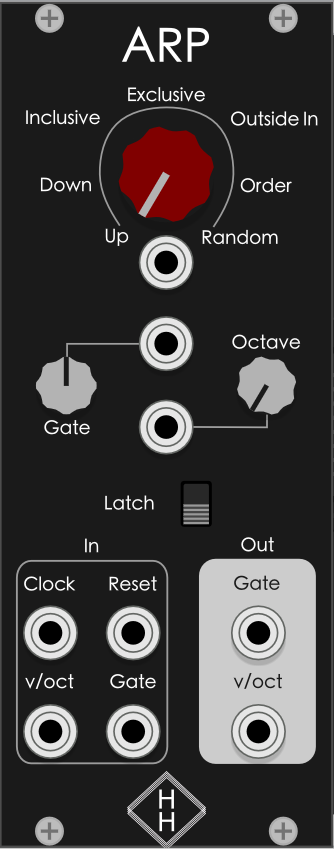 ARP
Exclusive
Inclusive
Outside In
Down
Order
Up
Random
Octave
Gate
Latch
In
Out
Clock
Reset
Gate
v/oct
Gate
v/oct
H
H